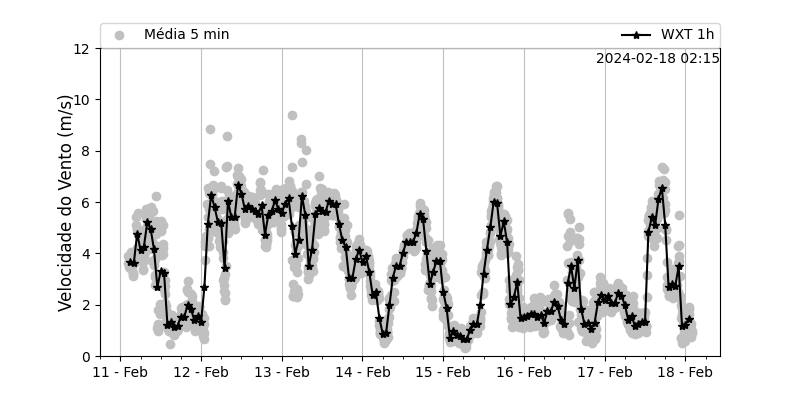 Média 5 min
WXT 1h
2024-02-18 02:15
Velocidade do Vento (m/s)
12
10
8
6
4
2
0
11 - Feb 12 - Feb 13 - Feb 14 - Feb 15 - Feb 16 - Feb 17 - Feb 18 - Feb